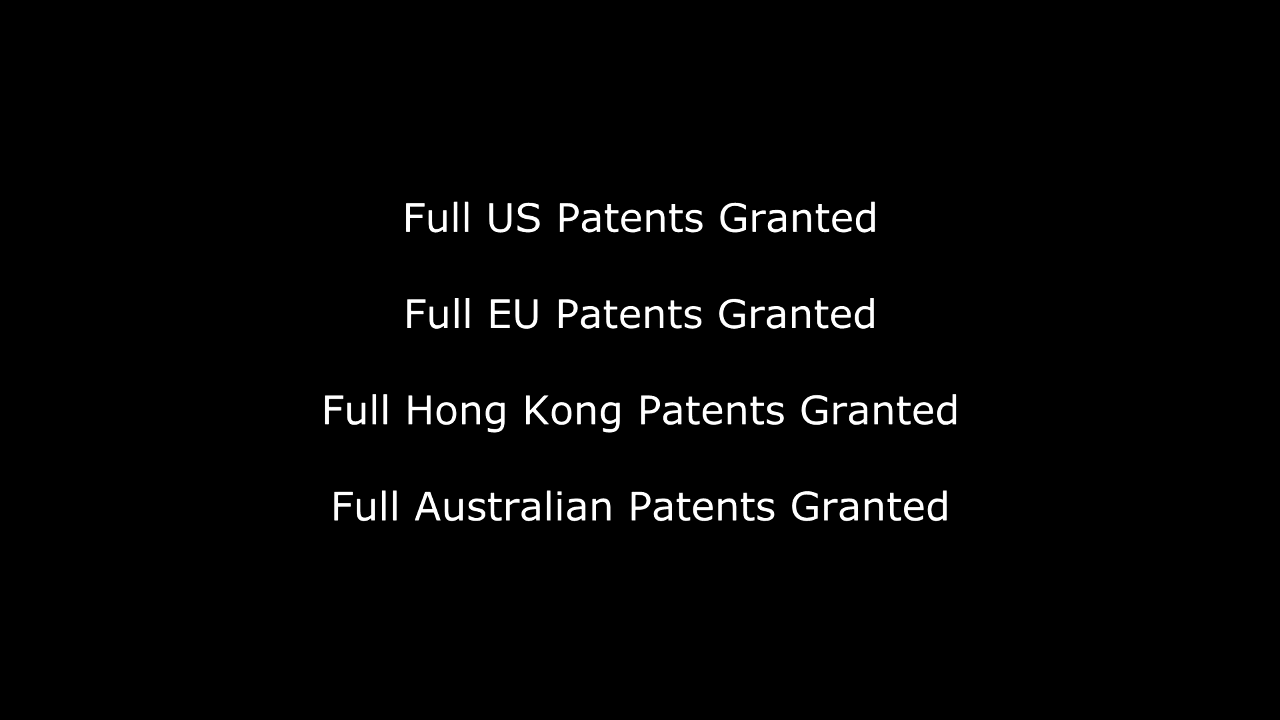 Full US Patents Granted
Full EU Patents Granted
Full Hong Kong Patents Granted
Full Australian Patents Granted